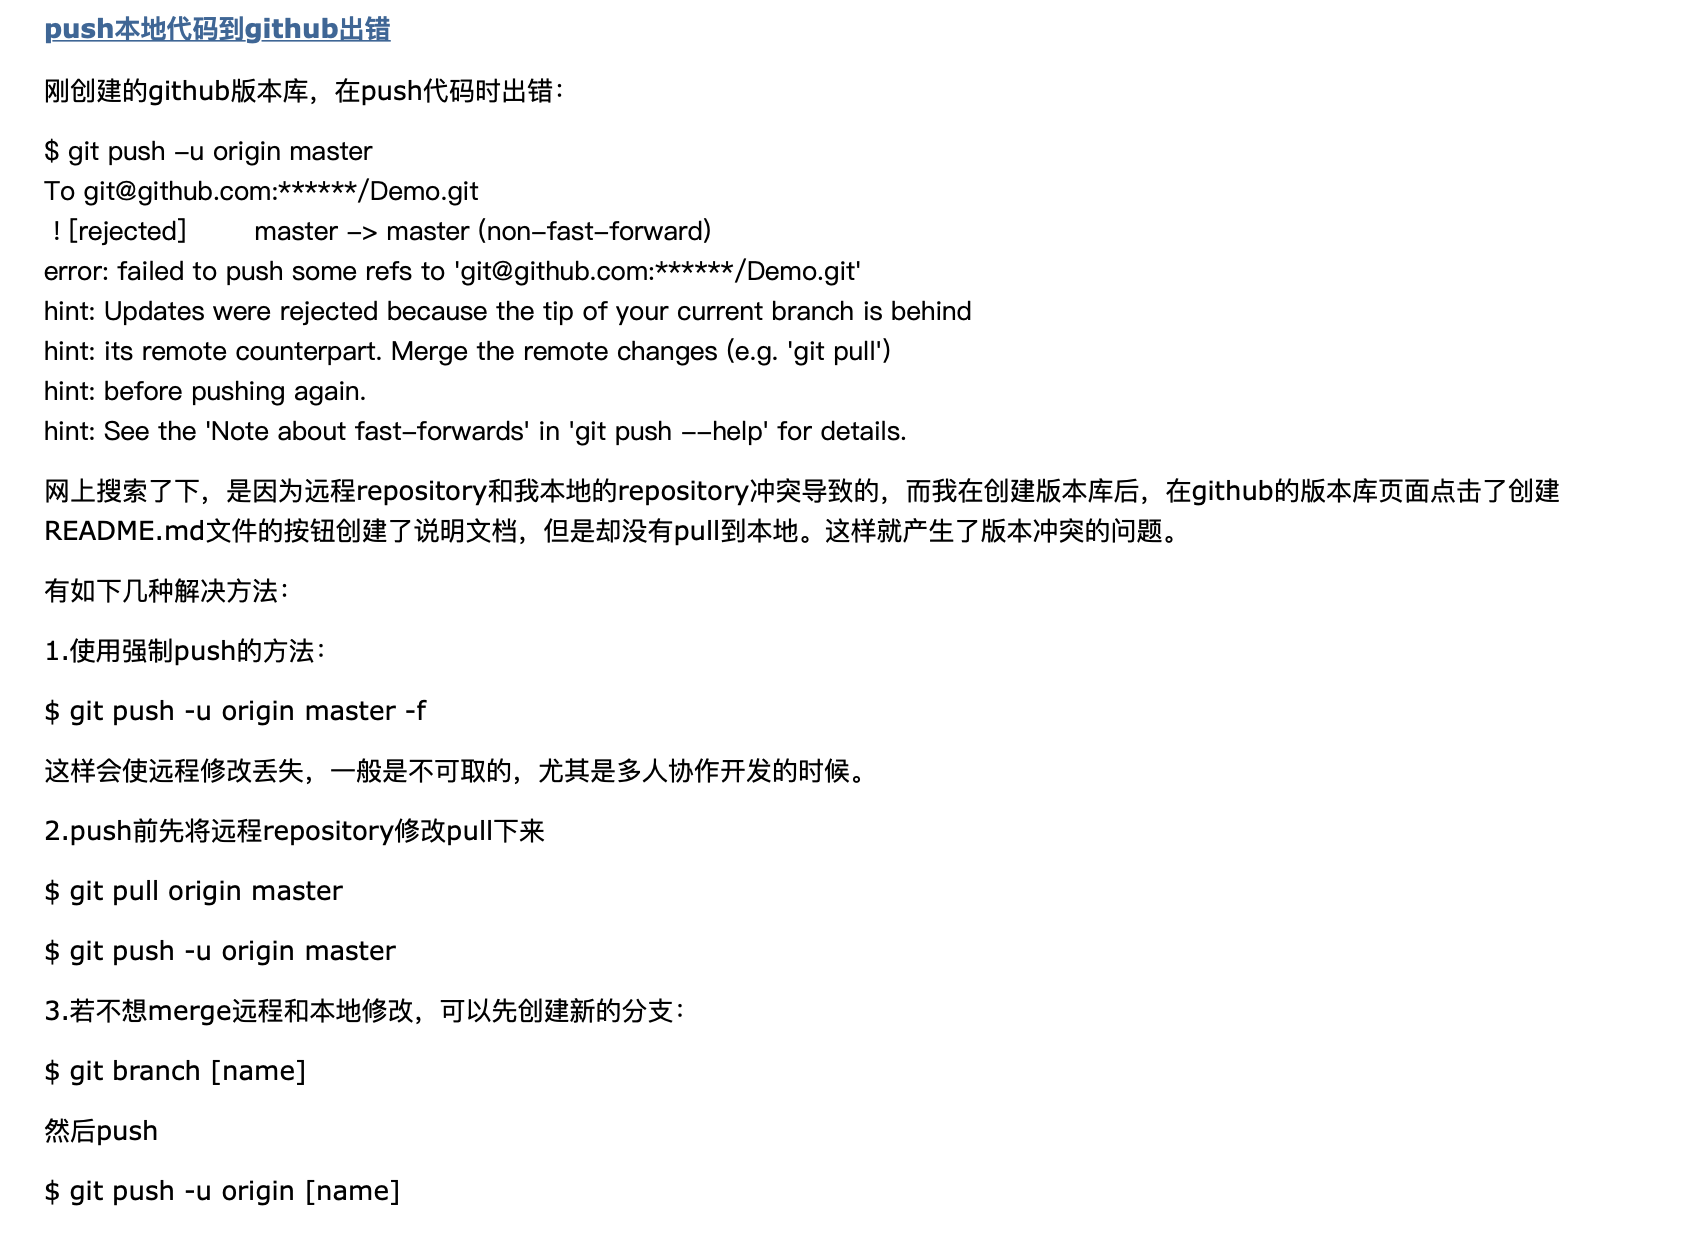 push本地代码到github出错
刚创建的github版本库，在push代码时出错：
$ git push –u origin master
To git@github.com:******/Demo.git
! [rejected]        master –> master (non–fast–forward)
error: failed to push some refs to 'git@github.com:******/Demo.git'
hint: Updates were rejected because the tip of your current branch is behind
hint: its remote counterpart. Merge the remote changes (e.g. 'git pull')
hint: before pushing again.
hint: See the 'Note about fast–forwards' in 'git push ––help' for details.
网上搜索了下，是因为远程repository和我本地的repository冲突导致的，而我在创建版本库后，在github的版本库页面点击了创建
README.md文件的按钮创建了说明文档，但是却没有pull到本地。这样就产生了版本冲突的问题。
有如下几种解决方法：
1.使用强制push的方法：
$ git push -u origin master -f
这样会使远程修改丢失，一般是不可取的，尤其是多人协作开发的时候。
2.push前先将远程repository修改pull下来
$ git pull origin master
$ git push -u origin master
3.若不想merge远程和本地修改，可以先创建新的分支：
$ git branch [name]
然后push
$ git push -u origin [name]